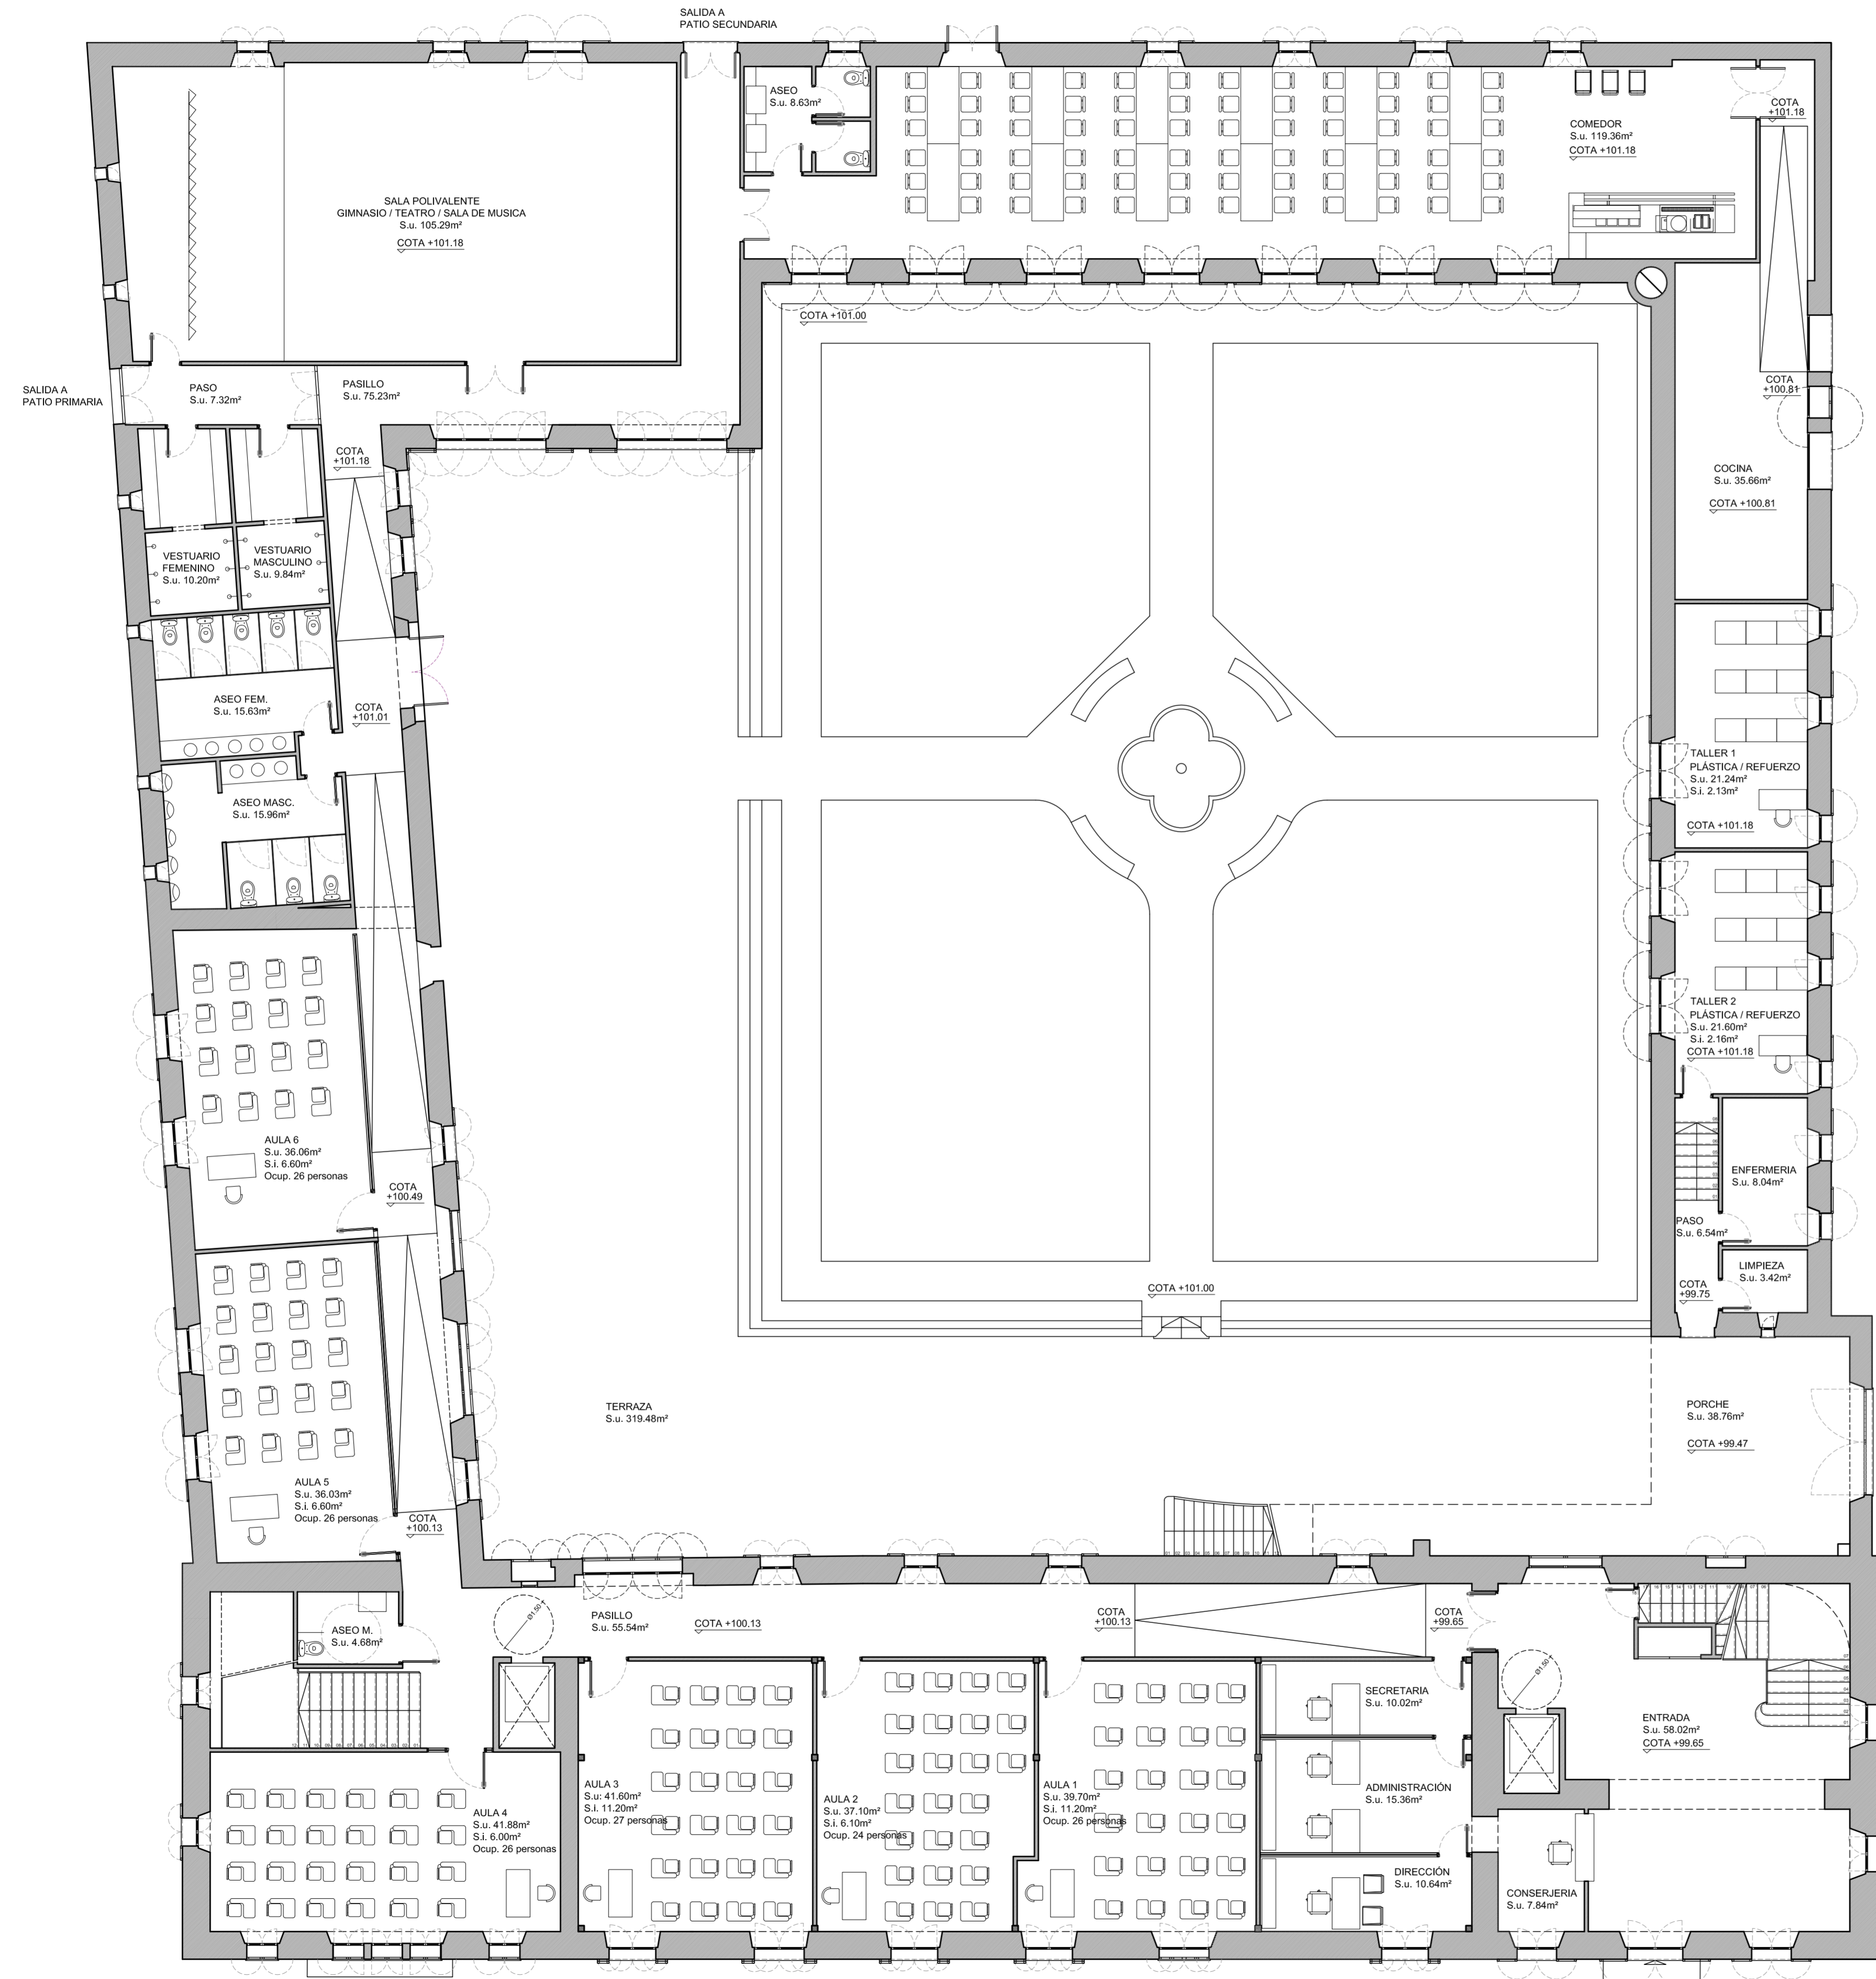 SALIDA A
PATIO SECUNDARIA
ASEO
S.u. 8.63m²
COTA
+101.18
COMEDOR
S.u. 119.36m²
COTA +101.18
SALA POLIVALENTE
GIMNASIO / TEATRO / SALA DE MUSICA
S.u. 105.29m²
COTA +101.18
COTA +101.00
SALIDA A
PATIO PRIMARIA
PASO
S.u. 7.32m²
PASILLO
S.u. 75.23m²
COTA
+100.81
COTA
+101.18
COCINA
S.u. 35.66m²
COTA +100.81
VESTUARIO
FEMENINO
S.u. 10.20m²
VESTUARIO
MASCULINO
S.u. 9.84m²
ASEO FEM.
S.u. 15.63m²
COTA
+101.01
TALLER 1
PLÁSTICA / REFUERZO
S.u. 21.24m²
S.i. 2.13m²
COTA +101.18
ASEO MASC.
S.u. 15.96m²
TALLER 2
PLÁSTICA / REFUERZO
S.u. 21.60m²
S.i. 2.16m²
COTA +101.18
AULA 6
S.u. 36.06m²
S.i. 6.60m²
Ocup. 26 personas
COTA
+100.49
ENFERMERIA
S.u. 8.04m²
PASO
S.u. 6.54m²
LIMPIEZA
S.u. 3.42m²
COTA
+99.75
COTA +101.00
TERRAZA
S.u. 319.48m²
PORCHE
S.u. 38.76m²
COTA +99.47
AULA 5
S.u. 36.03m²
S.i. 6.60m²
Ocup. 26 personas
COTA
+100.13
ASEO M.
S.u. 4.68m²
Ø1.50
PASILLO
S.u. 55.54m²
COTA +100.13
COTA
+100.13
COTA
+99.65
SECRETARIA
S.u. 10.02m²
Ø1.50
ENTRADA
S.u. 58.02m²
COTA +99.65
AULA 4
S.u. 41.88m²
S.i. 6.00m²
Ocup. 26 personas
AULA 3
S.u: 41.60m²
S.i. 11.20m²
Ocup. 27 personas
AULA 2
S.u. 37.10m²
S.i. 6.10m²
Ocup. 24 personas
AULA 1
S.u. 39.70m²
S.i. 11.20m²
Ocup. 26 personas
ADMINISTRACIÓN
S.u. 15.36m²
DIRECCIÓN
S.u. 10.64m²
CONSERJERIA
S.u. 7.84m²